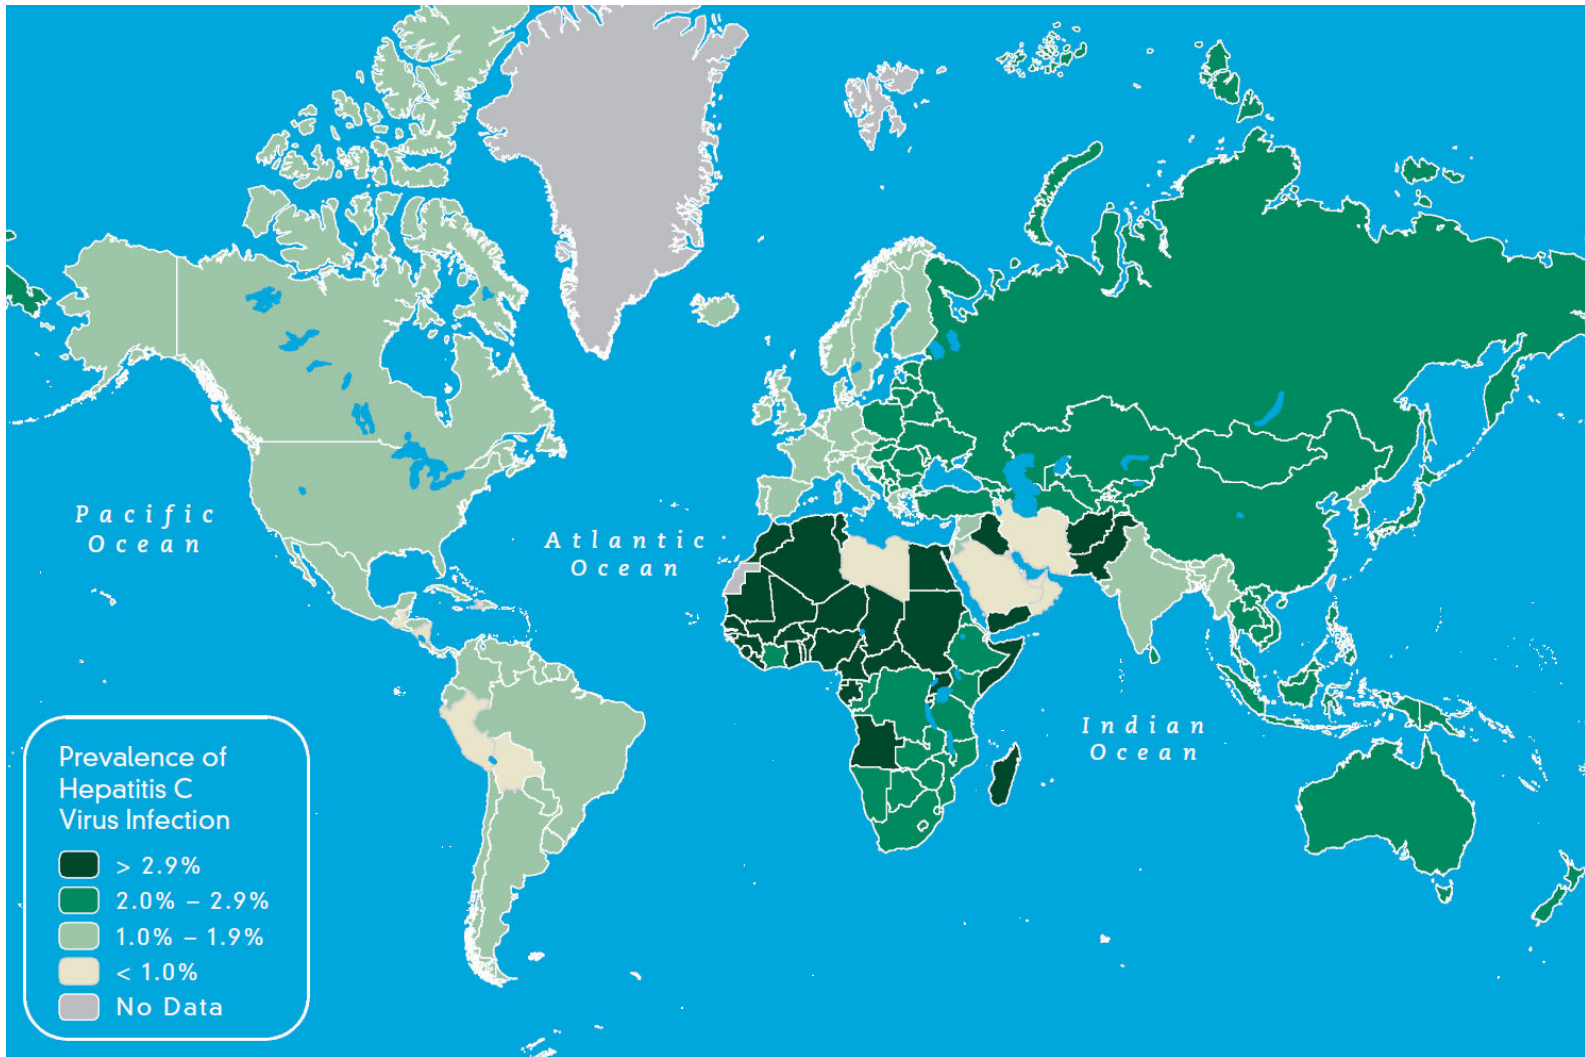 Pacific
Ocean
Atlantic
Ocean
Indian
Ocean
Prevalence of
Hepatitis C
Virus Infection
> 2.9%
2.0% – 2.9%
1.0% – 1.9%
< 1.0%
No Data